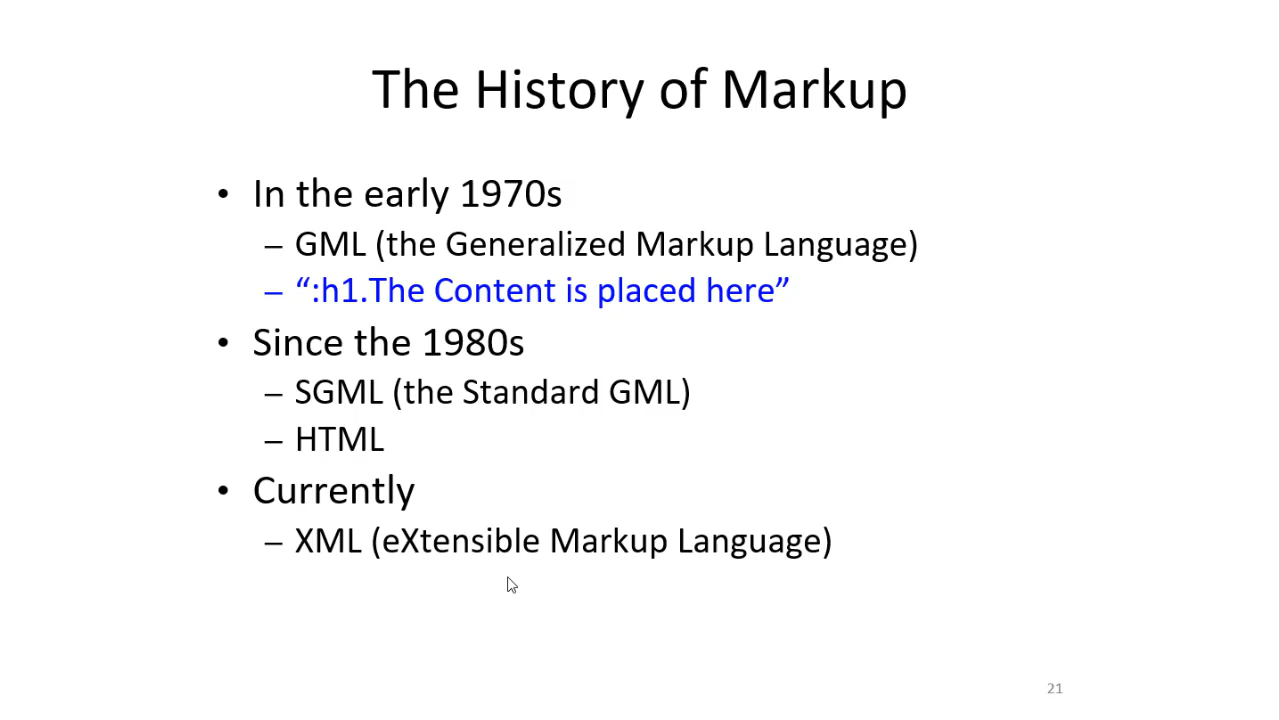 The History of Markup
• In the early 1970s
– GML (the Generalized Markup Language)
– “:h1.The Content is placed here”
• Since the 1980s
– SGML (the Standard GML)
– HTML
• Currently
– XML (eXtensible Markup Language)
21